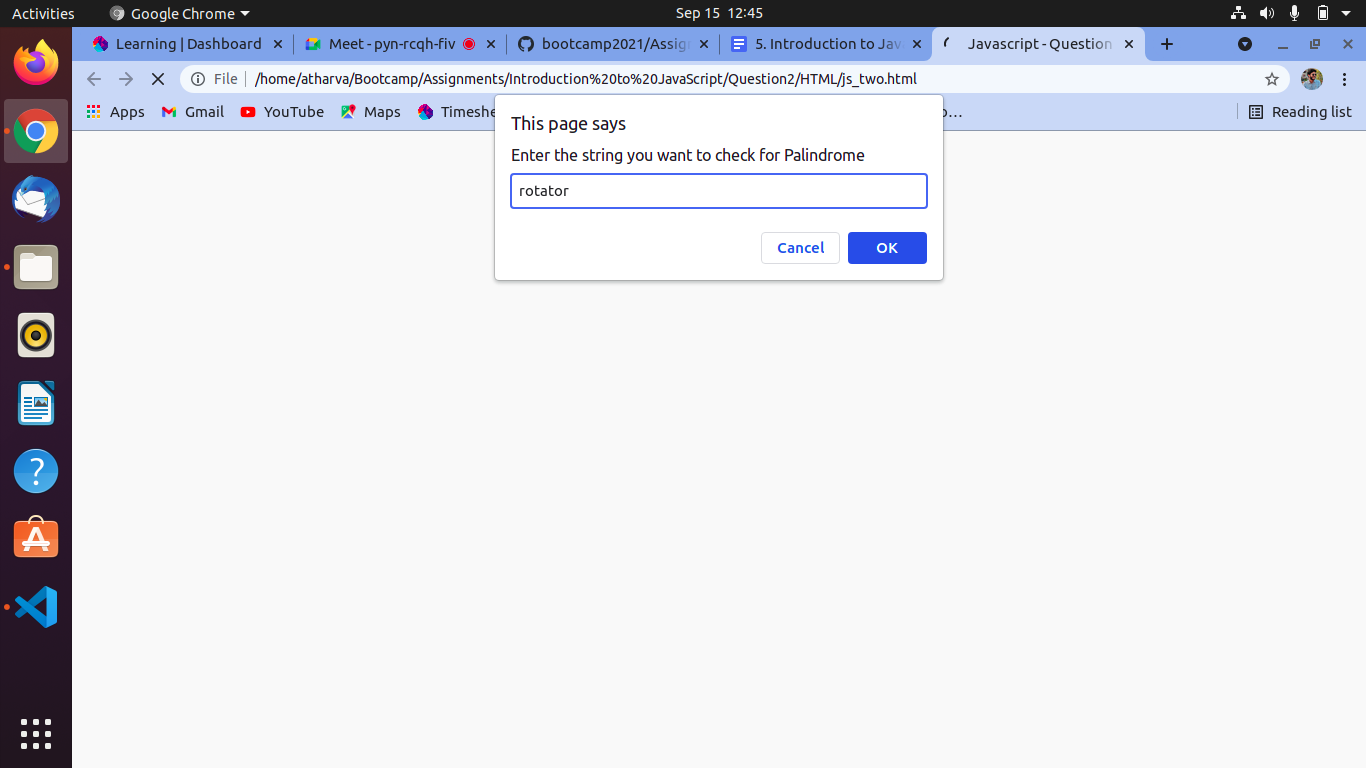 Activities
Google Chrome
Sep 15 12:45
Learning | Dashboard
Meet - pyn-rcqh-fiv
bootcamp2021/Assig
5. Introduction to Jav
Javascript - Question
File
/home/atharva/Bootcamp/Assignments/Introduction%20to%20JavaScript/Question2/HTML/js_two.html
Apps
Gmail
YouTube
Maps
Timeshe
o…
Reading list
This page says
Enter the string you want to check for Palindrome
rotator
Cancel
OK